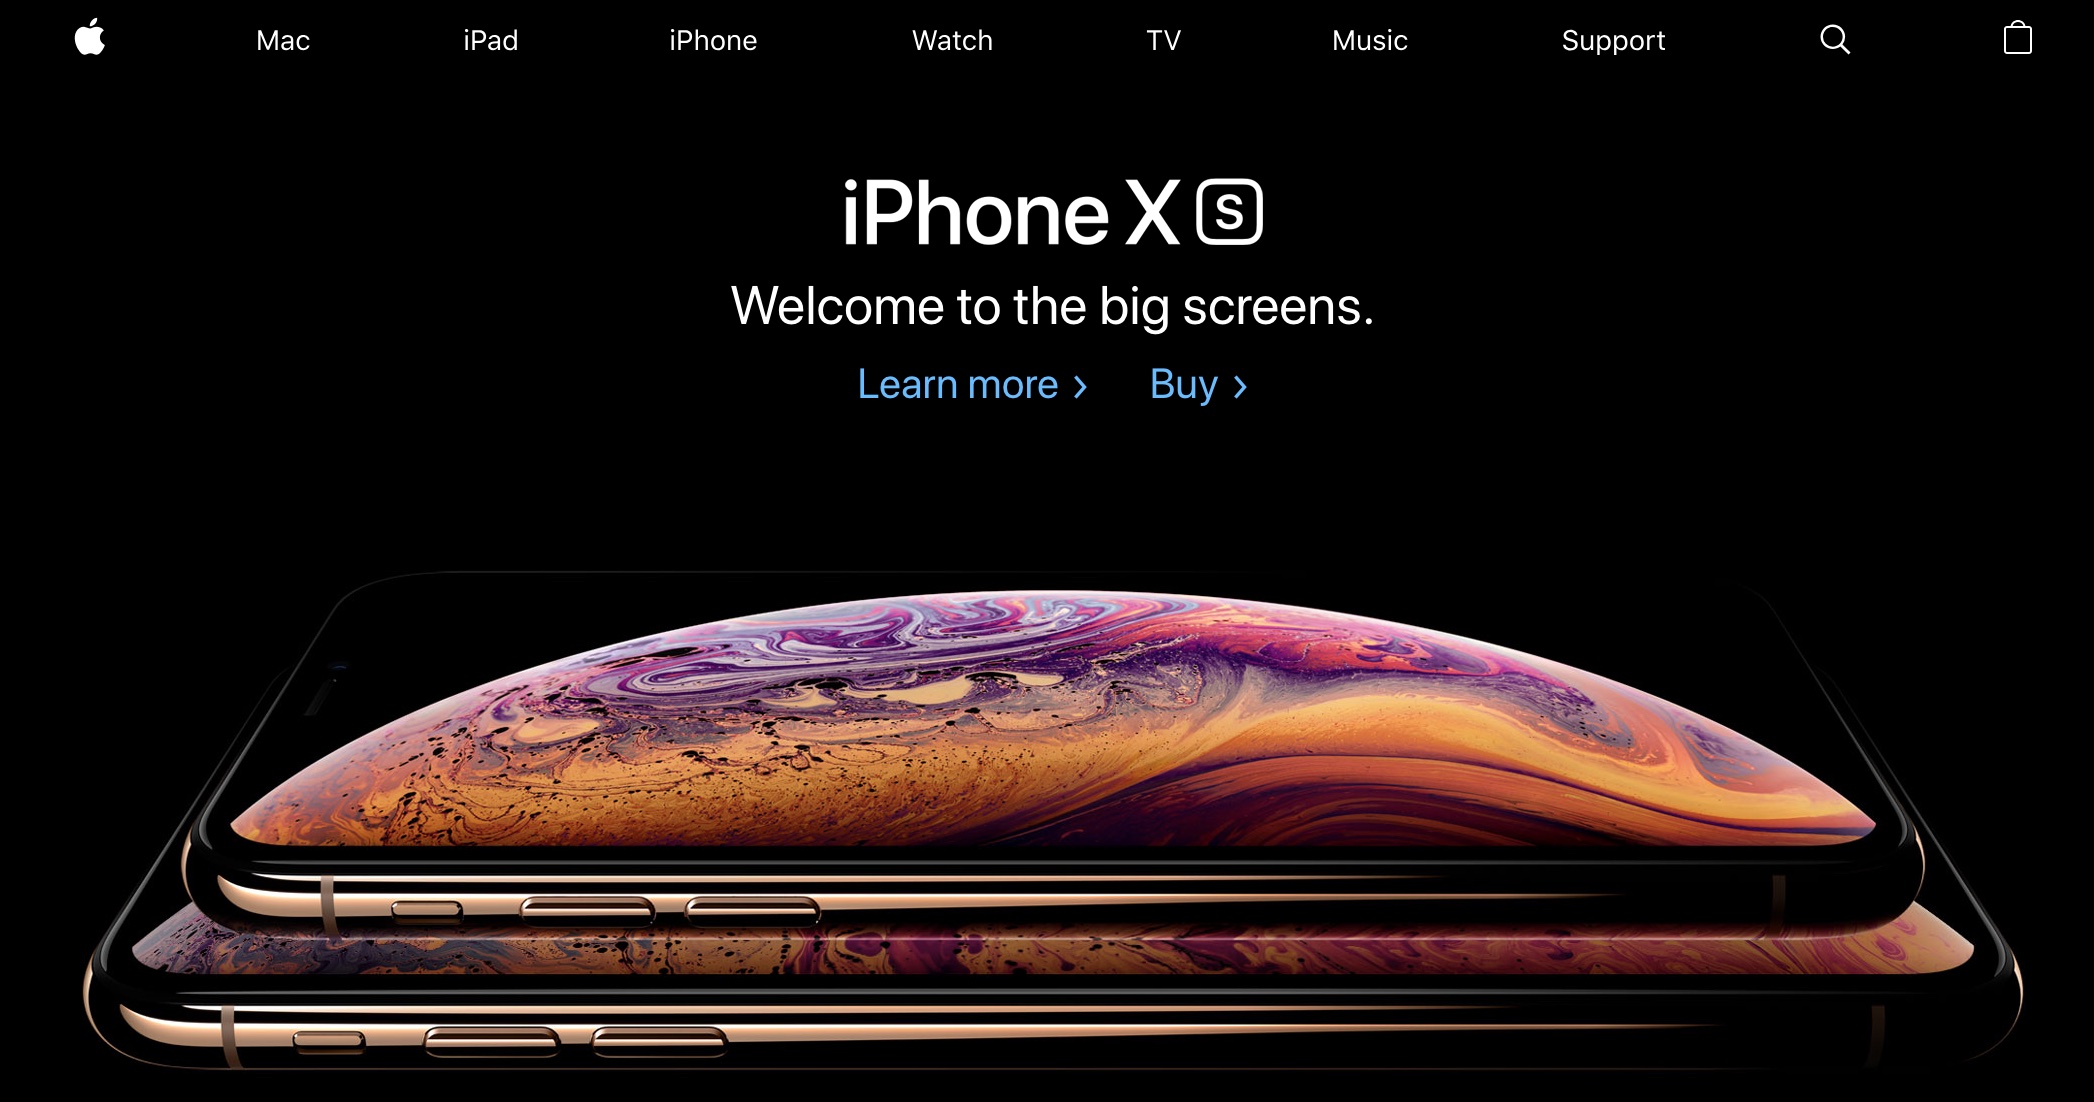 Mac iPad iPhone Watch TV Music Support
iPhone XS
Welcome to the big screens.
Learn more > Buy >